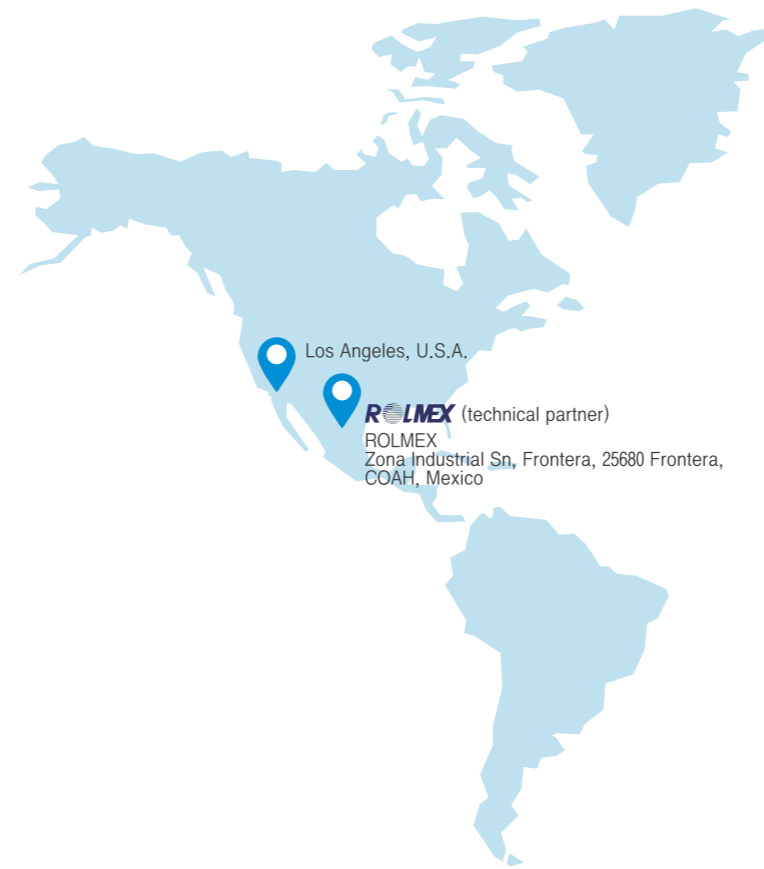 Los Angeles, U.S.A.
ROLMEX (technical partner)
ROLMEX
Zona Industrial Sn, Frontera, 25680 Frontera,
COAH, Mexico